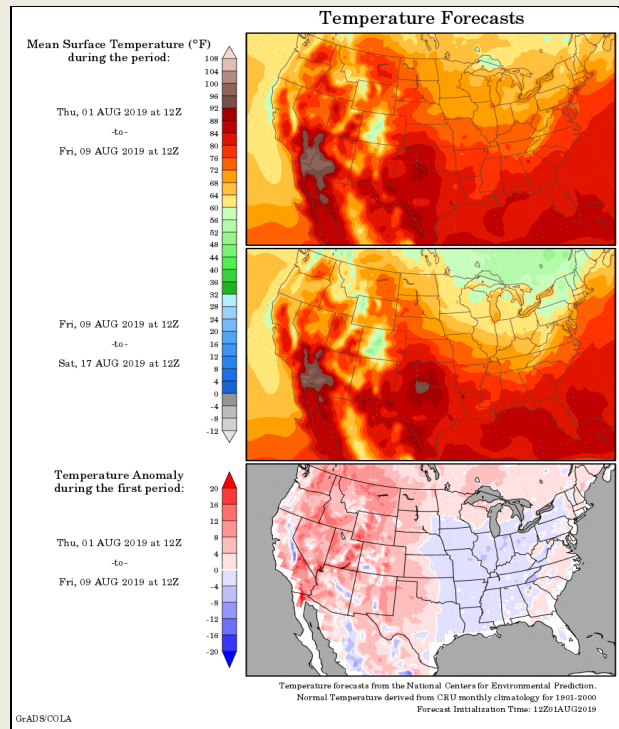 Temperature Forecasts
Mean Surface Temperature (°F)
during the period:
Thu, 01 AUG 2019 at 12Z
-to-
Fri, 09 AUG 2019 at 12Z
108
104
100
96
92
88
84
80
76
72
68
64
60
56
52
48
44
40
36
32
28
24
20
16
12
8
4
0
-4
-8
-12
Fri, 09 AUG 2019 at 12Z
-to-
Sat, 17 AUG 2019 at 12Z
Temperature Anomaly
during the first period:
Thu, 01 AUG 2019 at 12Z
-to-
Fri, 09 AUG 2019 at 12Z
20
16
12
8
4
0
-4
-8
-12
-16
-20
Temperature forecasts from the National Centers for Environmental Prediction.
Normal Temperature derived from CRU monthly climatology for 1901-2000
Forecast Initialization Time: 12Z01AUG2019
GrADS/COLA